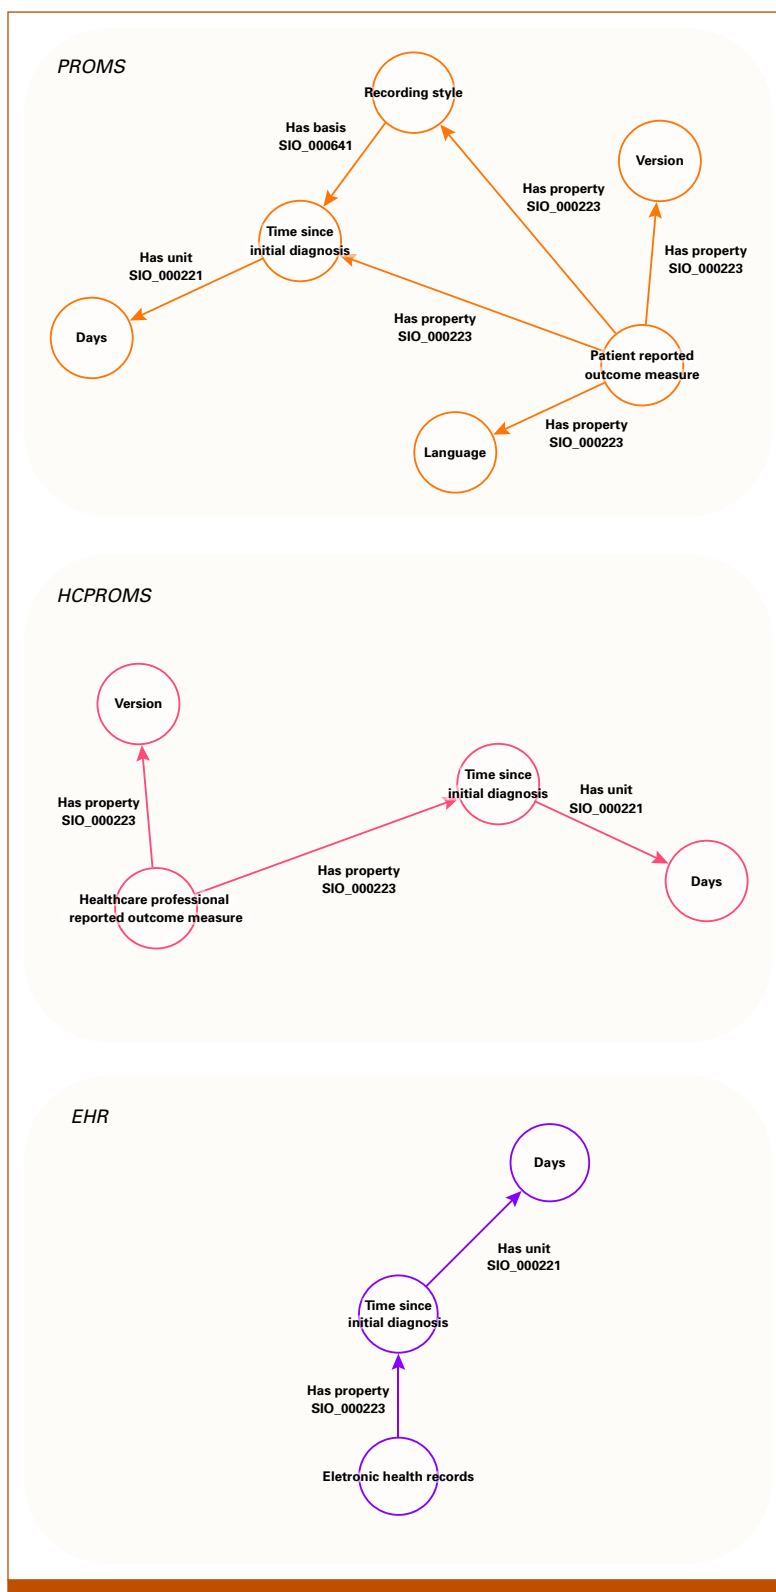 PROMS
Recording style
Has basis
SIO_000641
Version
Has property
SIO_000223
Time since
initial diagnosis
Has property
SIO_000223
Has unit
SIO_000221
Has property
SIO_000223
Days
Patient reported
outcome measure
Has property
SIO_000223
Language
HCPROMS
Version
Time since
initial diagnosis
Has unit
SIO_000221
Has property
SIO_000223
Has property
SIO_000223
Days
Healthcare professional
reported outcome measure
EHR
Days
Has unit
SIO_000221
Time since
initial diagnosis
Has property
SIO_000223
Eletronic health records